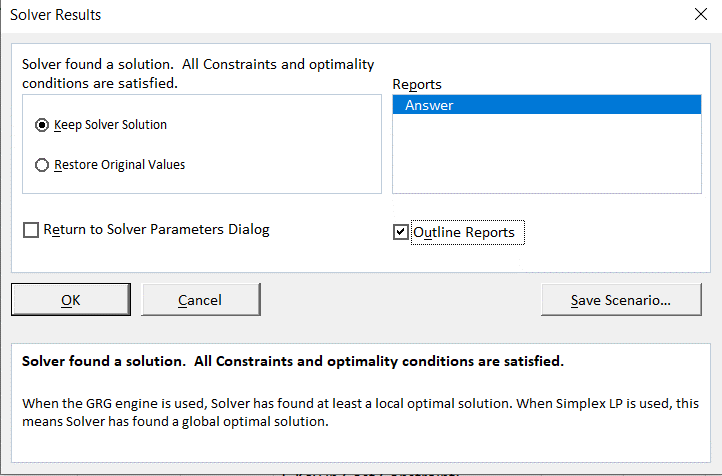 Solver Results
Solver found a solution.  All Constraints and optimality
conditions are satisfied.
Reports
Answer
Keep Solver Solution
Restore Original Values
Return to Solver Parameters Dialog
Outline Reports
OK
Cancel
Save Scenario...
Solver found a solution.  All Constraints and optimality conditions are satisfied.
When the GRG engine is used, Solver has found at least a local optimal solution. When Simplex LP is used, this
means Solver has found a global optimal solution.